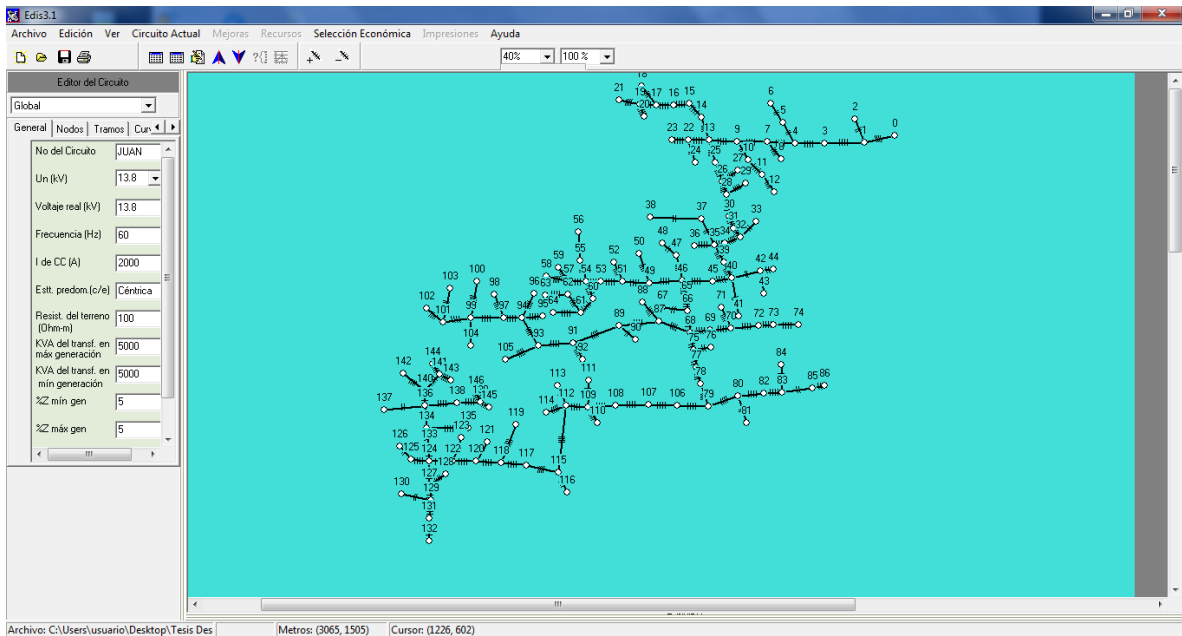 Edis3.1
Archivo Edición Ver Circuito Actual Mejoras Recursos Selección Económica Impresiones Ayuda
40% 100 %
Editor del Circuito
Global
General Nodos Tramos Curv
No del Circuito JUAN
Un (kV) 13.8
Voltaje real (kV) 13.8
Frecuencia (Hz) 60
I de CC (A) 2000
Estt. predom.(c/e) Céntrica
Resist. del terreno (Ohm-m) 100
KVA del transf. en máx generación 5000
KVA del transf. en mín generación 5000
%Z mín gen 5
%Z máx gen 5
18
21 19 17 16 15 6
20 14 5 2 0
23 22 13 9 7 4 3 1
24 25 10 8
27 11
26 29 12
28
38 37 30 33
31 32
56 48 36 35 34
50 47 39
59 55 52 42 44
58 57 54 53 51 49 46 45 40
103 100 98 96 63 62 60 65 43
102 64 61 88 67 66 71 41
101 99 97 94 95 87
104 93 91 89 68 69 70 72 73 74
105 92 90 75 76
144 77 84
142 141 143 113 111 78
140 146 80 82 83 85 86
137 136 138 145 114 112 109 108 107 106 79
134 135 119 110 81
126 133 123 121
125 124 122 120 118 117 115
128 116
130 127
129
131
132
Archivo: C:\Users\usuario\Desktop\Tesis Des Metros: (3065, 1505) Cursor: (1226, 602)